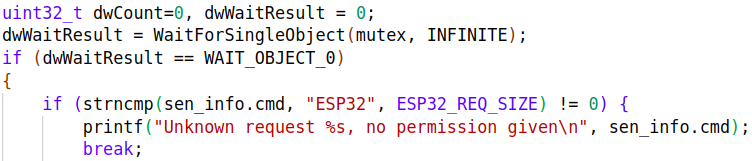 uint32_t dwCount=0, dwWaitResult = 0;
dwWaitResult = WaitForSingleObject(mutex, INFINITE);
if (dwWaitResult == WAIT_OBJECT_0)
{
if (strncmp(sen_info.cmd, "ESP32", ESP32_REQ_SIZE) != 0) {
printf("Unknown request %s, no permission given\n", sen_info.cmd);
break;